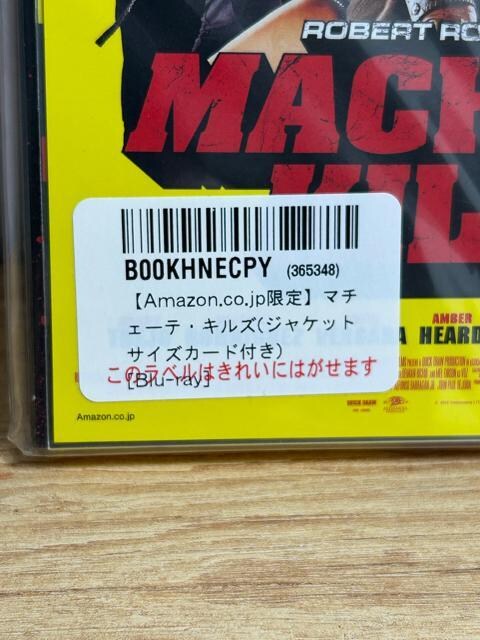 ROBERT RO
MACH
KIL
BOOKHNECPY (365348)
【Amazon.co.jp限定】マチ
ェーテ・キルズ(ジャケット
サイズカード付き)
[Blu-ray]
このラベルはきれいにはがせます
AMBER
A HEARD
Amazon.co.jp